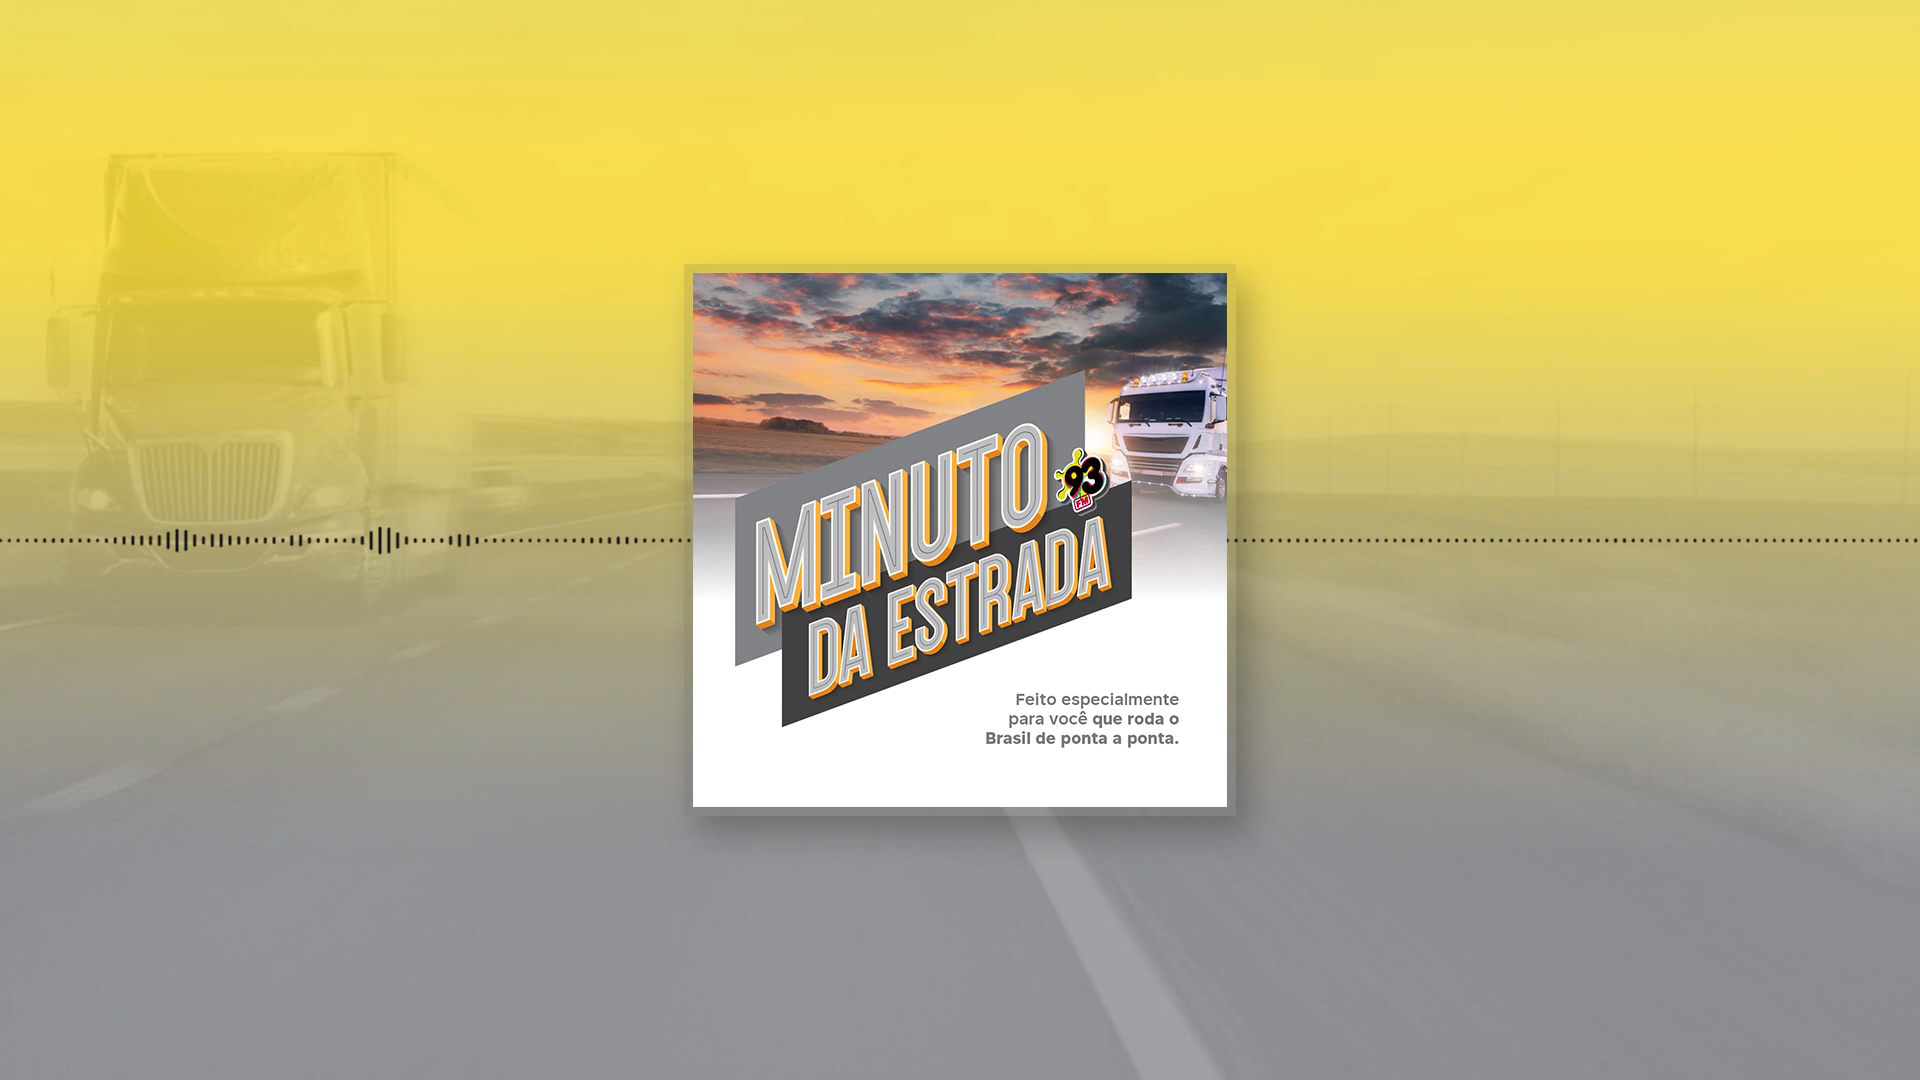 MINUTO
93
FM
DA ESTRADA
Feito especialmente
para você que roda o
Brasil de ponta a ponta.